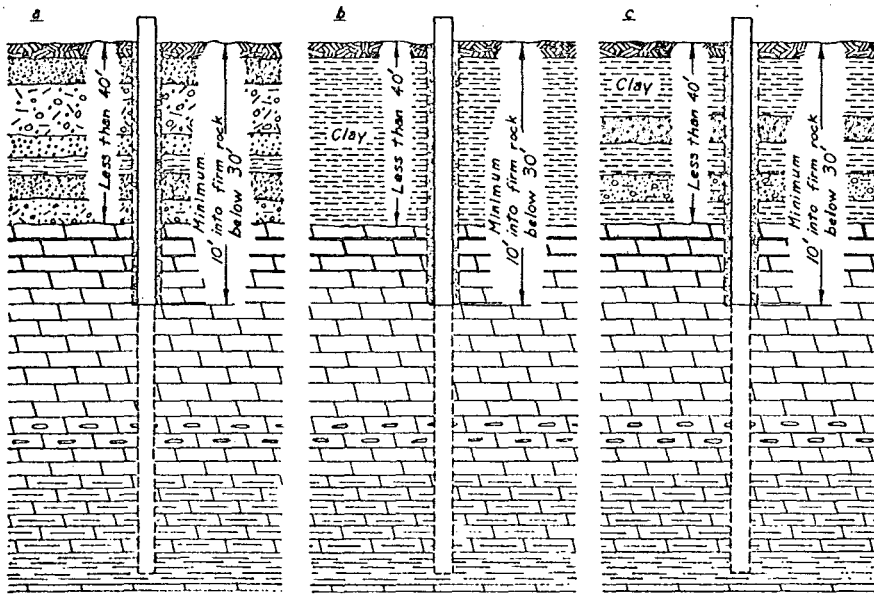 a
Less than 40'
Minimum
10' into firm rock
below 30'
b
Clay
Less than 40'
Minimum
10' into firm rock
below 30'
c
Clay
Less than 40'
Minimum
10' into firm rock
below 30'